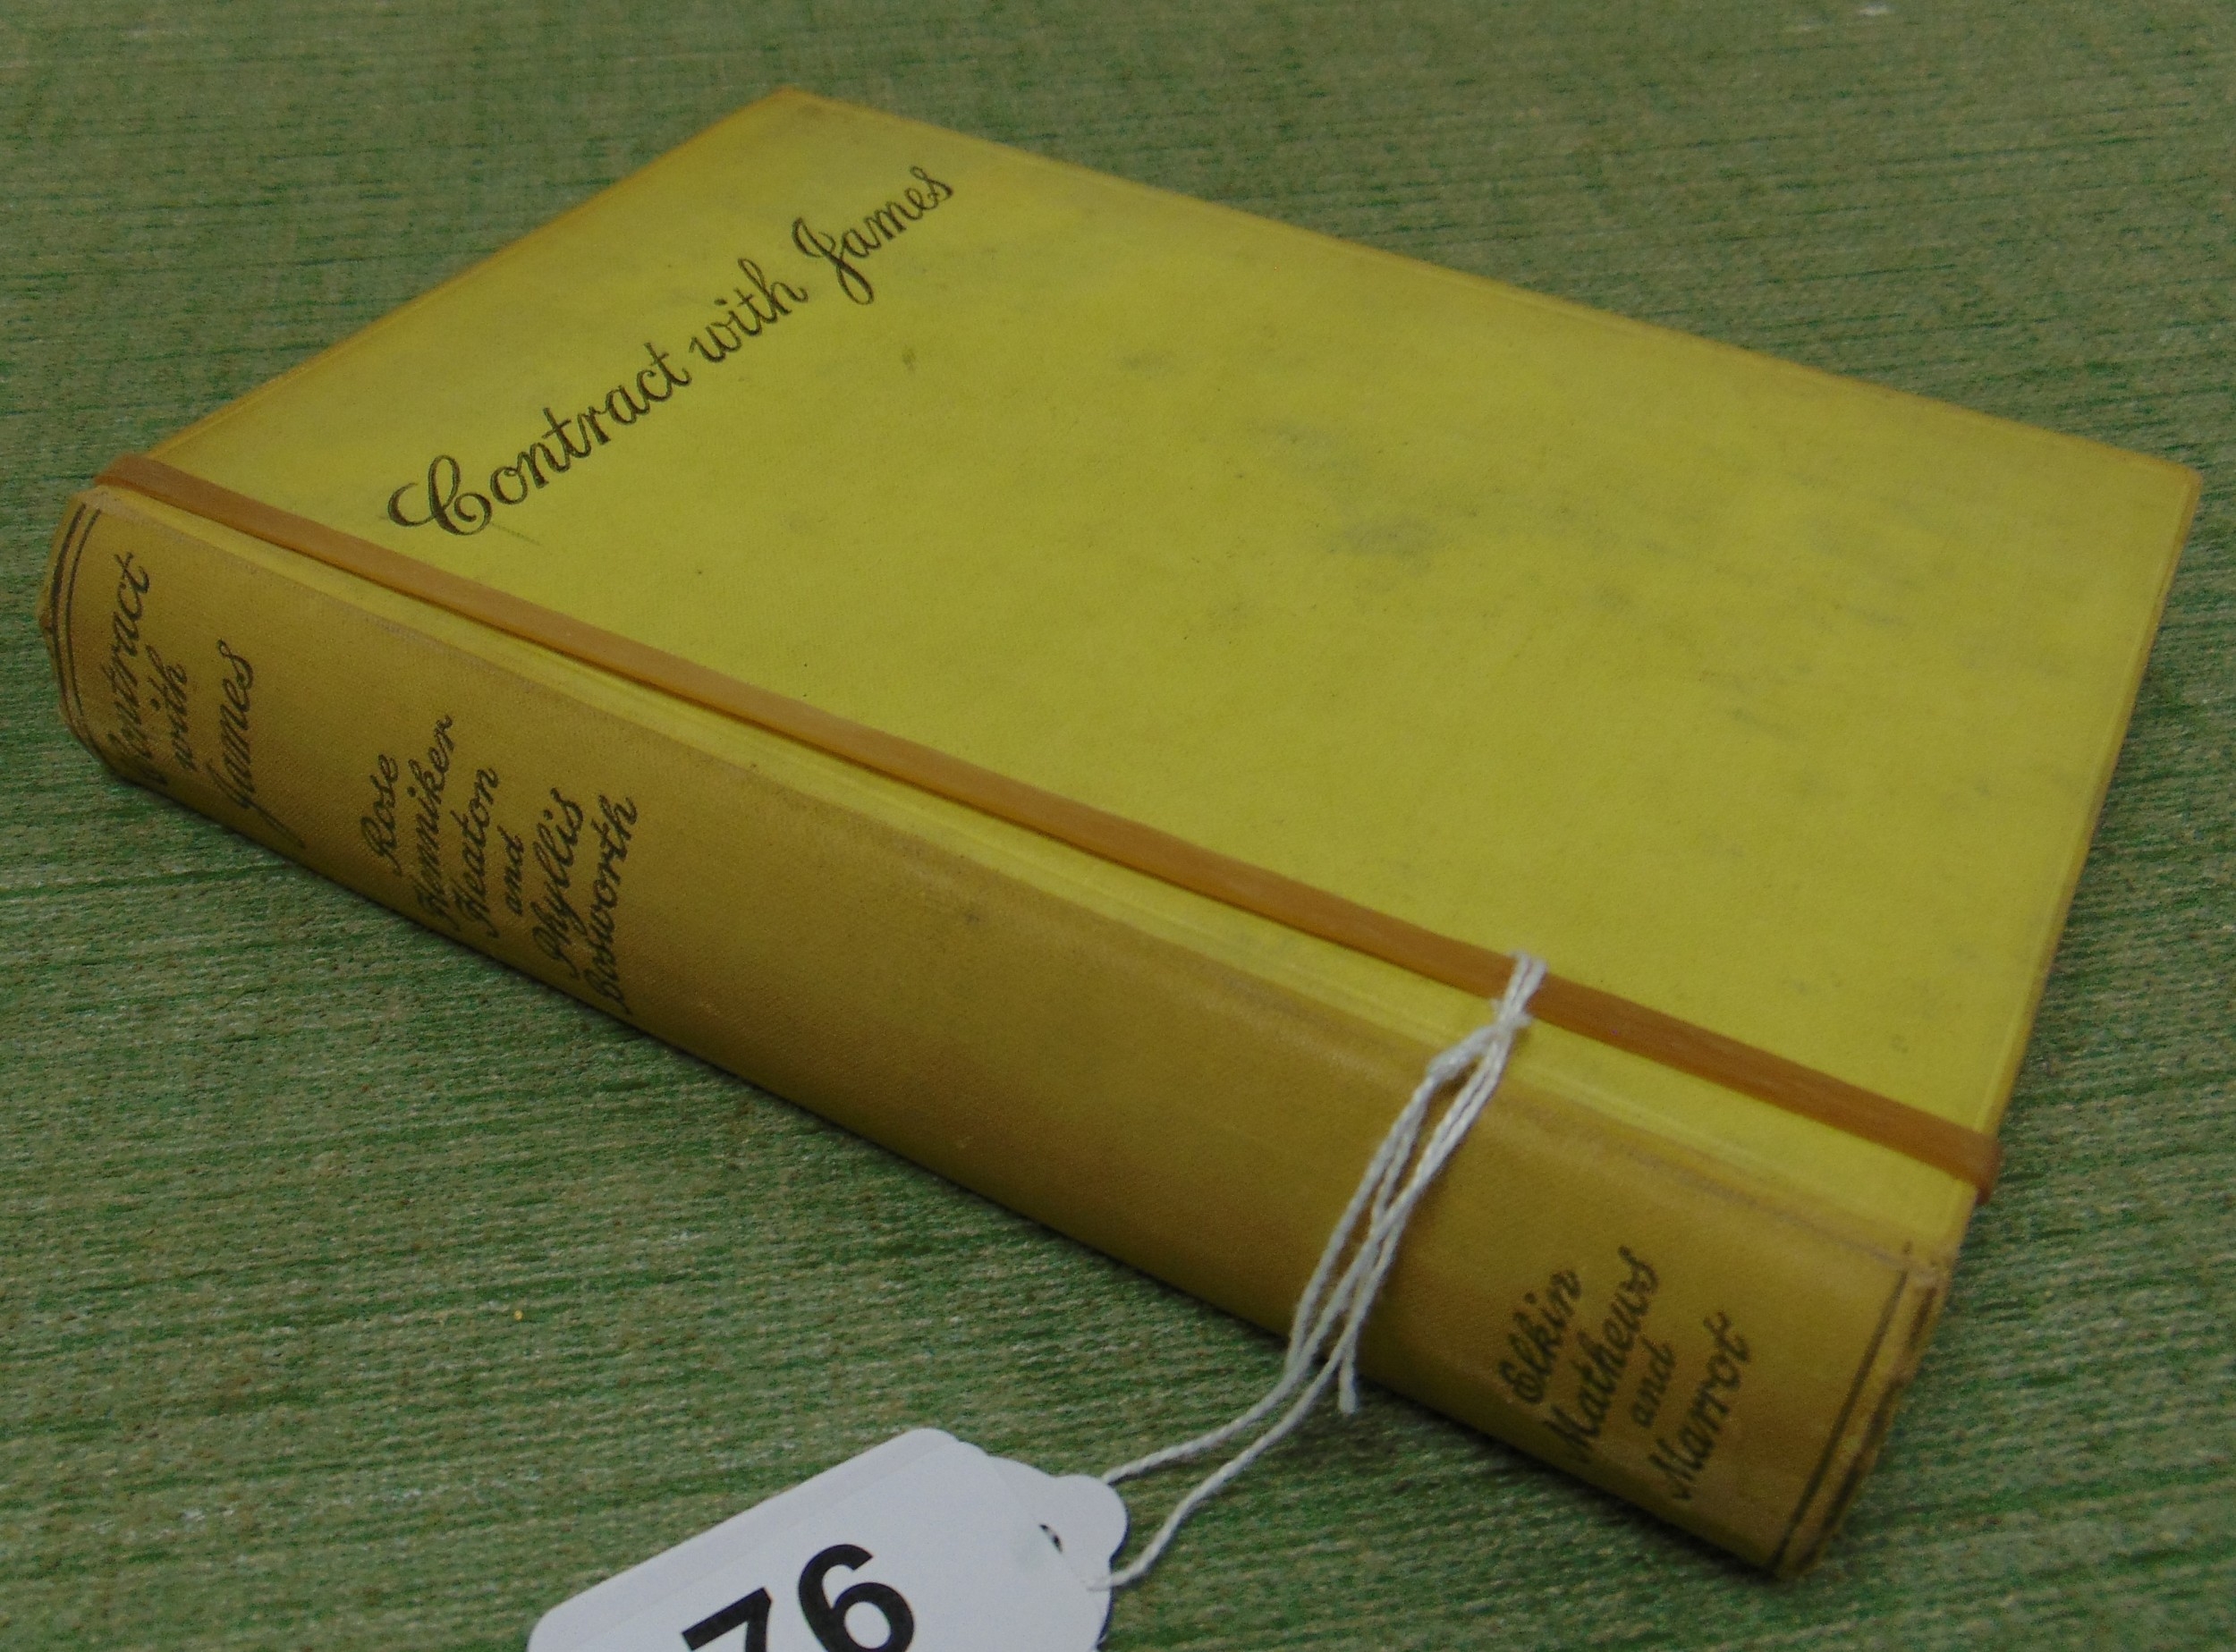 Contract with James
Contract
with
James
Rose
Henniker
Heaton
and
Phyllis
Bosworth
Elkin
Mathews
and
Marrot
76